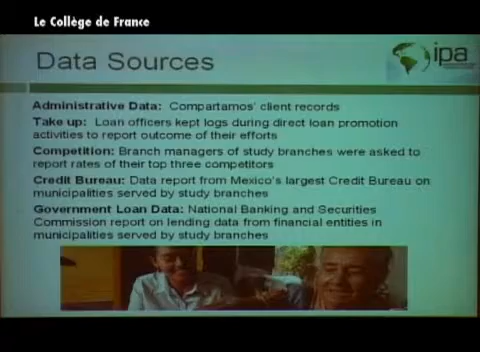 Le Collège de France
ipa
Data Sources
Administrative Data: Compartamos' client records
Take up: Loan officers kept logs during direct loan promotion
activities to report outcome of their efforts
Competition: Branch managers of study branches were asked to
report rates of their top three competitors
Credit Bureau: Data report from Mexico's largest Credit Bureau on
municipalities served by study branches
Government Loan Data: National Banking and Securities
Commission report on lending data from financial entities in
municipalities served by study branches